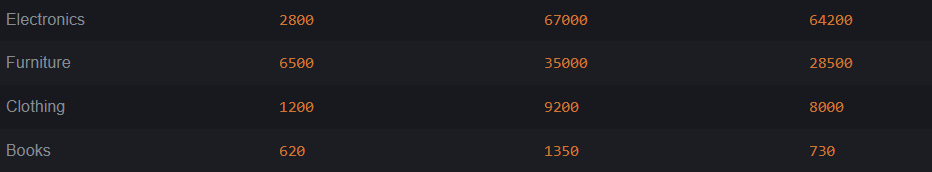 Electronics 2800 67000 64200
Furniture 6500 35000 28500
Clothing 1200 9200 8000
Books 620 1350 730